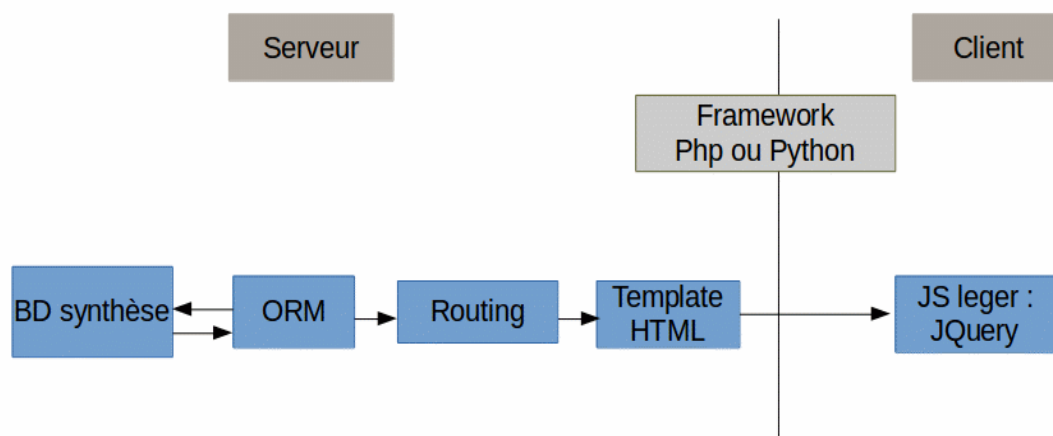 Serveur
Client
Framework
Php ou Python
BD synthèse
ORM
Routing
Template
HTML
JS leger :
JQuery